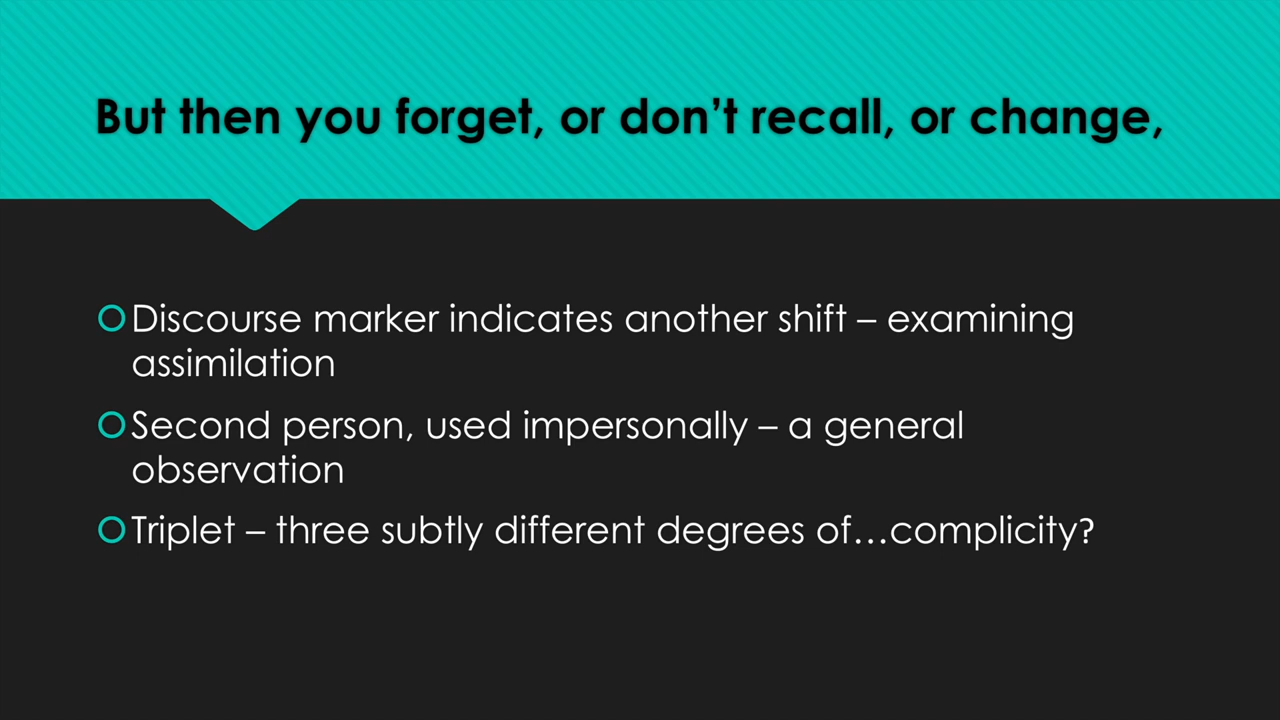 But then you forget, or don’t recall, or change,
Discourse marker indicates another shift – examining
assimilation
Second person, used impersonally – a general
observation
Triplet – three subtly different degrees of…complicity?